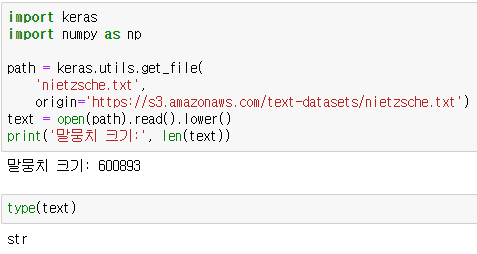 import keras
import numpy as np
path = keras.utils.get_file(
'nietzsche.txt',
origin='https://s3.amazonaws.com/text-datasets/nietzsche.txt')
text = open(path).read().lower()
print('말뭉치 크기:', len(text))
말뭉치 크기: 600893
type(text)
str